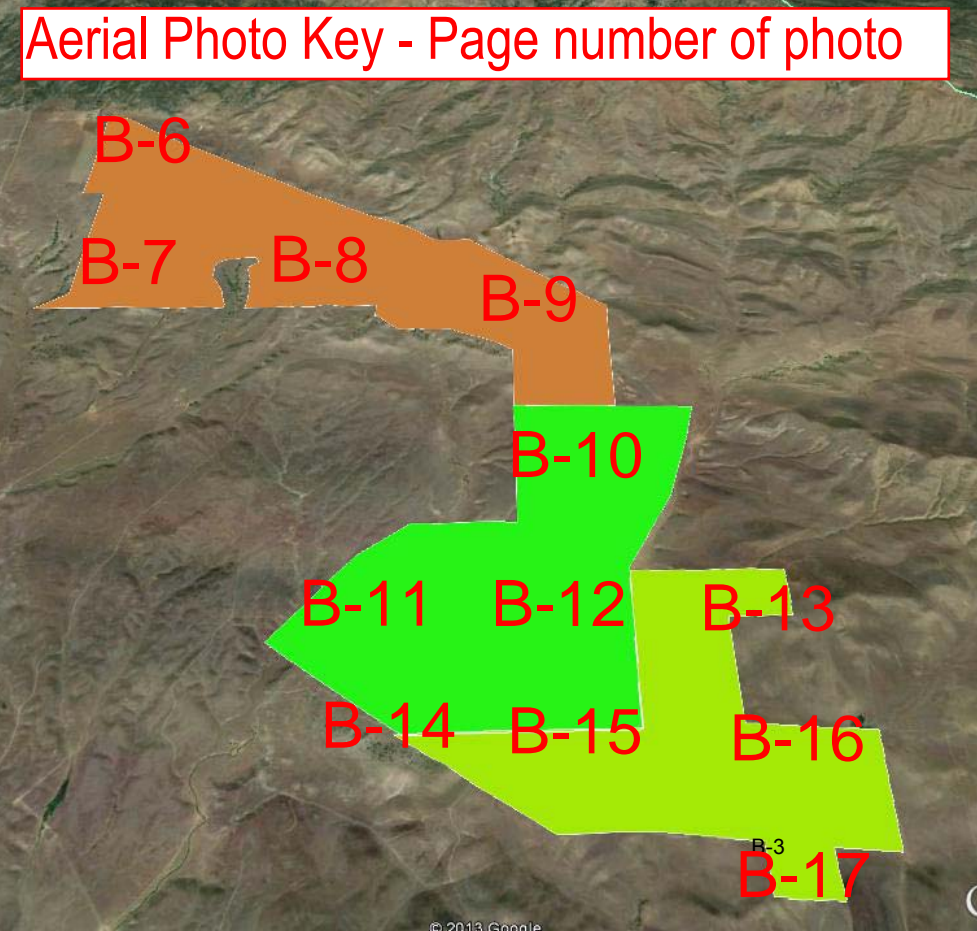 Aerial Photo Key - Page number of photo
B-6
B-7
B-8
B-9
B-10
B-11
B-12
B-13
B-14
B-15
B-16
B-3
B-17
© 2013 Google